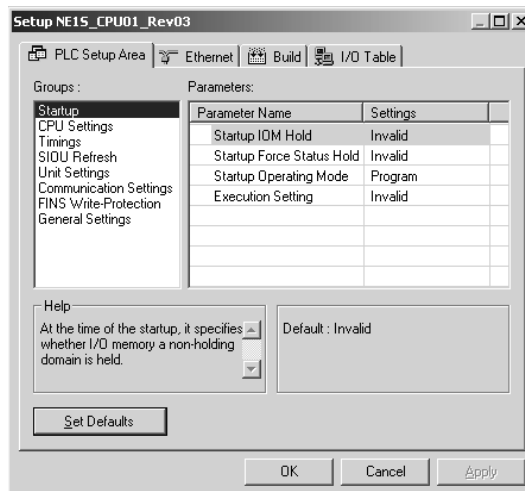 Setup NE1S_CPU01_Rev03
PLC Setup Area Ethernet Build I/O Table
Groups :
Startup
CPU Settings
Timings
SIOU Refresh
Unit Settings
Communication Settings
FINS Write-Protection
General Settings
Parameters:
Parameter Name Settings
Startup IOM Hold Invalid
Startup Force Status Hold Invalid
Startup Operating Mode Program
Execution Setting Invalid
Help
At the time of the startup, it specifies
whether I/O memory a non-holding
domain is held.
Default : Invalid
Set Defaults
OK Cancel Apply